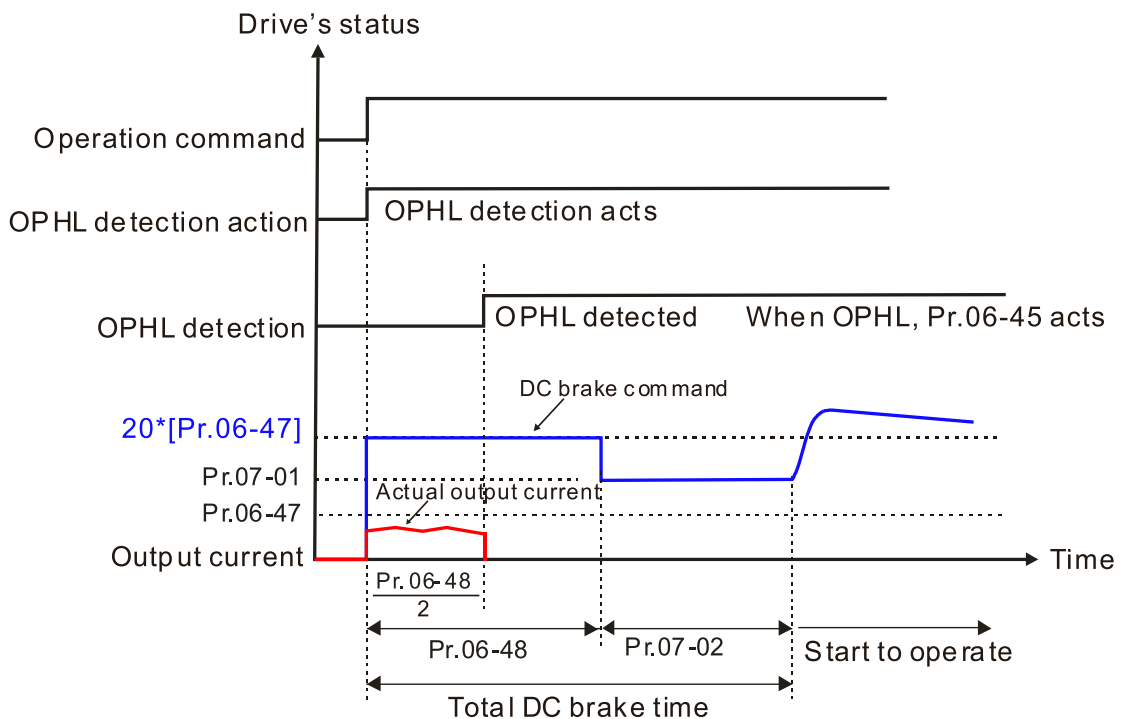 Drive's status
Operation command
OPHL detection action
OPHL detection acts
OPHL detection
OPHL detected
When OPHL, Pr.06-45 acts
DC brake command
20*[Pr.06-47]
Pr.07-01
Actual output current
Pr.06-47
Output current
Time
Pr.06-48
2
Pr.06-48
Pr.07-02
Start to operate
Total DC brake time